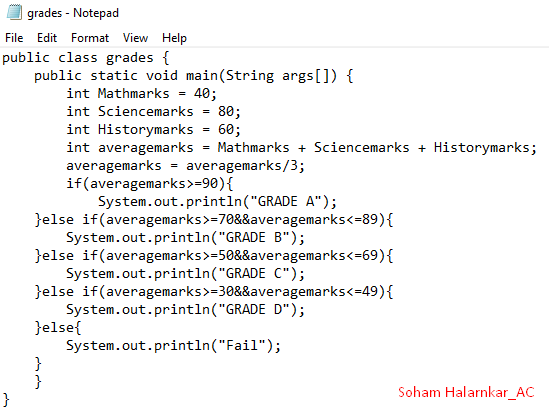 grades - Notepad
File Edit Format View Help
public class grades {
    public static void main(String args[]) {
        int Mathmarks = 40;
        int Sciencemarks = 80;
        int Historymarks = 60;
        int averagemarks = Mathmarks + Sciencemarks + Historymarks;
        averagemarks = averagemarks/3;
        if(averagemarks>=90){
            System.out.println("GRADE A");
    }else if(averagemarks>=70&&averagemarks<=89){
        System.out.println("GRADE B");
    }else if(averagemarks>=50&&averagemarks<=69){
        System.out.println("GRADE C");
    }else if(averagemarks>=30&&averagemarks<=49){
        System.out.println("GRADE D");
    }else{
        System.out.println("Fail");
    }
    }
}
Soham Halarnkar_AC